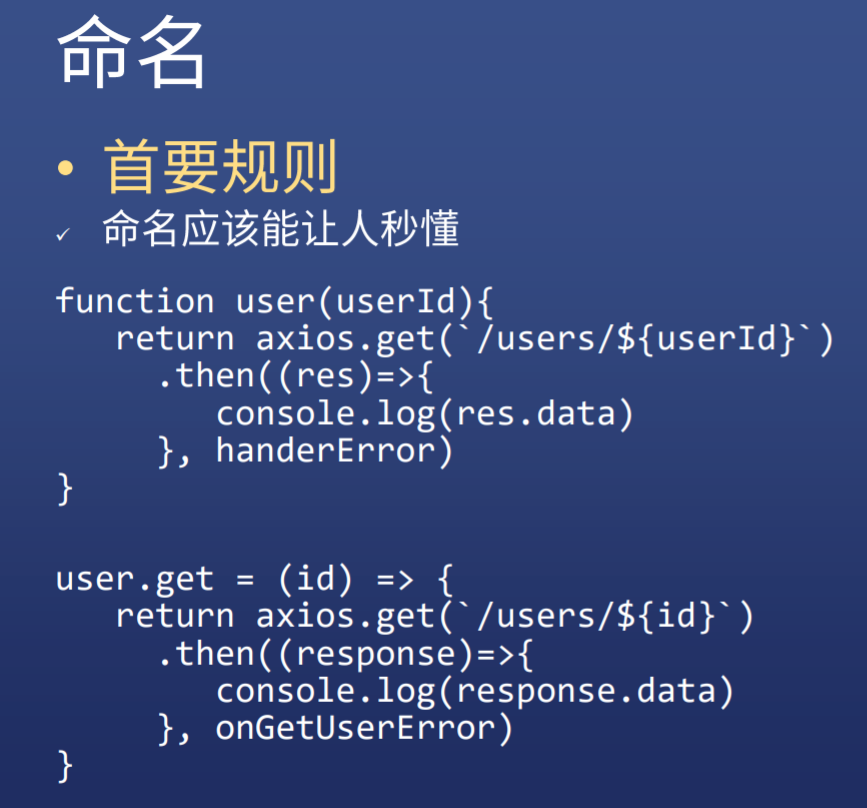 命名
• 首要规则
✓ 命名应该能让人秒懂
function user(userId){
   return axios.get(`/users/${userId}`)
     .then((res)=>{
        console.log(res.data)
     }, handerError)
}
user.get = (id) => {
   return axios.get(`/users/${id}`)
     .then((response)=>{
        console.log(response.data)
     }, onGetUserError)
}